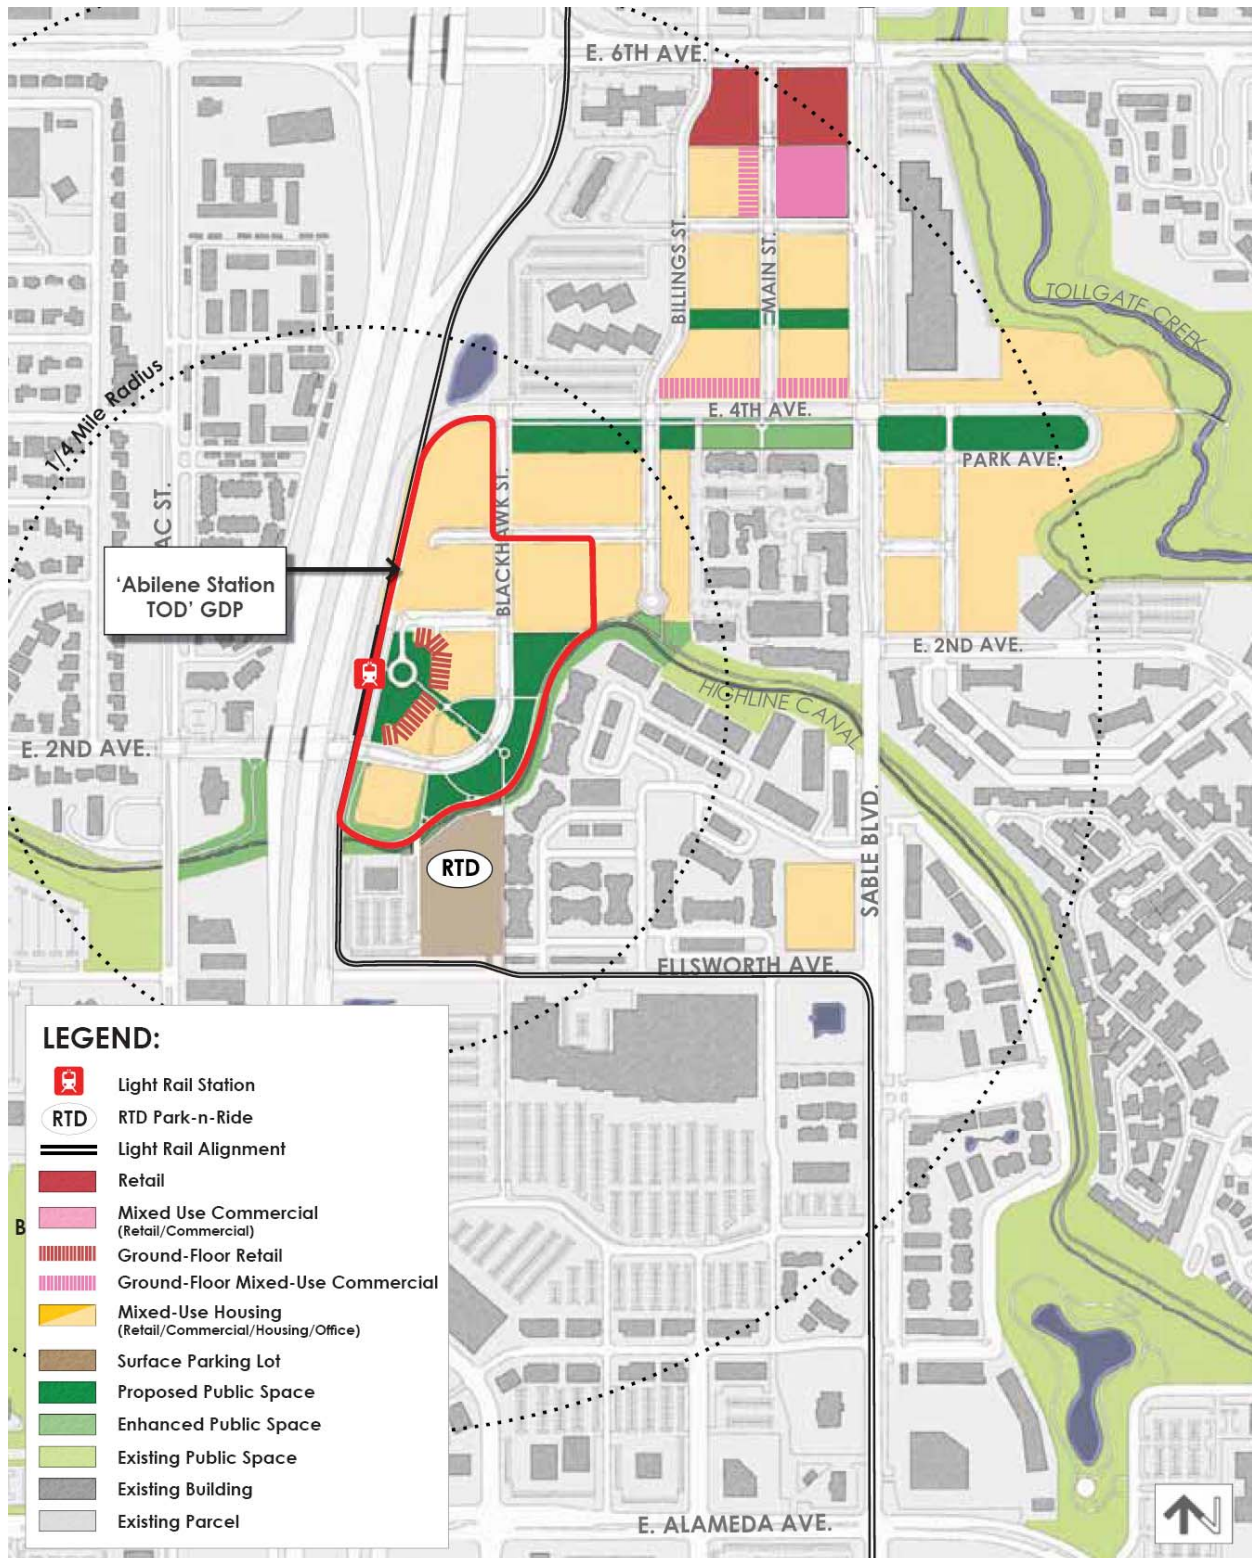 E. 6TH AVE.
BILLINGS ST.
MAIN ST.
TOLLGATE CREEK
1/4 Mile Radius
E. 4TH AVE.
PARK AVE.
AC ST.
BLACKHAWK ST.
'Abilene Station
TOD' GDP
E. 2ND AVE.
HIGHLINE CANAL
E. 2ND AVE.
SABLE BLVD.
RTD
ELLSWORTH AVE.
LEGEND:
Light Rail Station
RTD
RTD Park-n-Ride
Light Rail Alignment
Retail
Mixed Use Commercial
(Retail/Commercial)
B
Ground-Floor Retail
Ground-Floor Mixed-Use Commercial
Mixed-Use Housing
(Retail/Commercial/Housing/Office)
Surface Parking Lot
Proposed Public Space
Enhanced Public Space
Existing Public Space
Existing Building
Existing Parcel
E. ALAMEDA AVE.
N